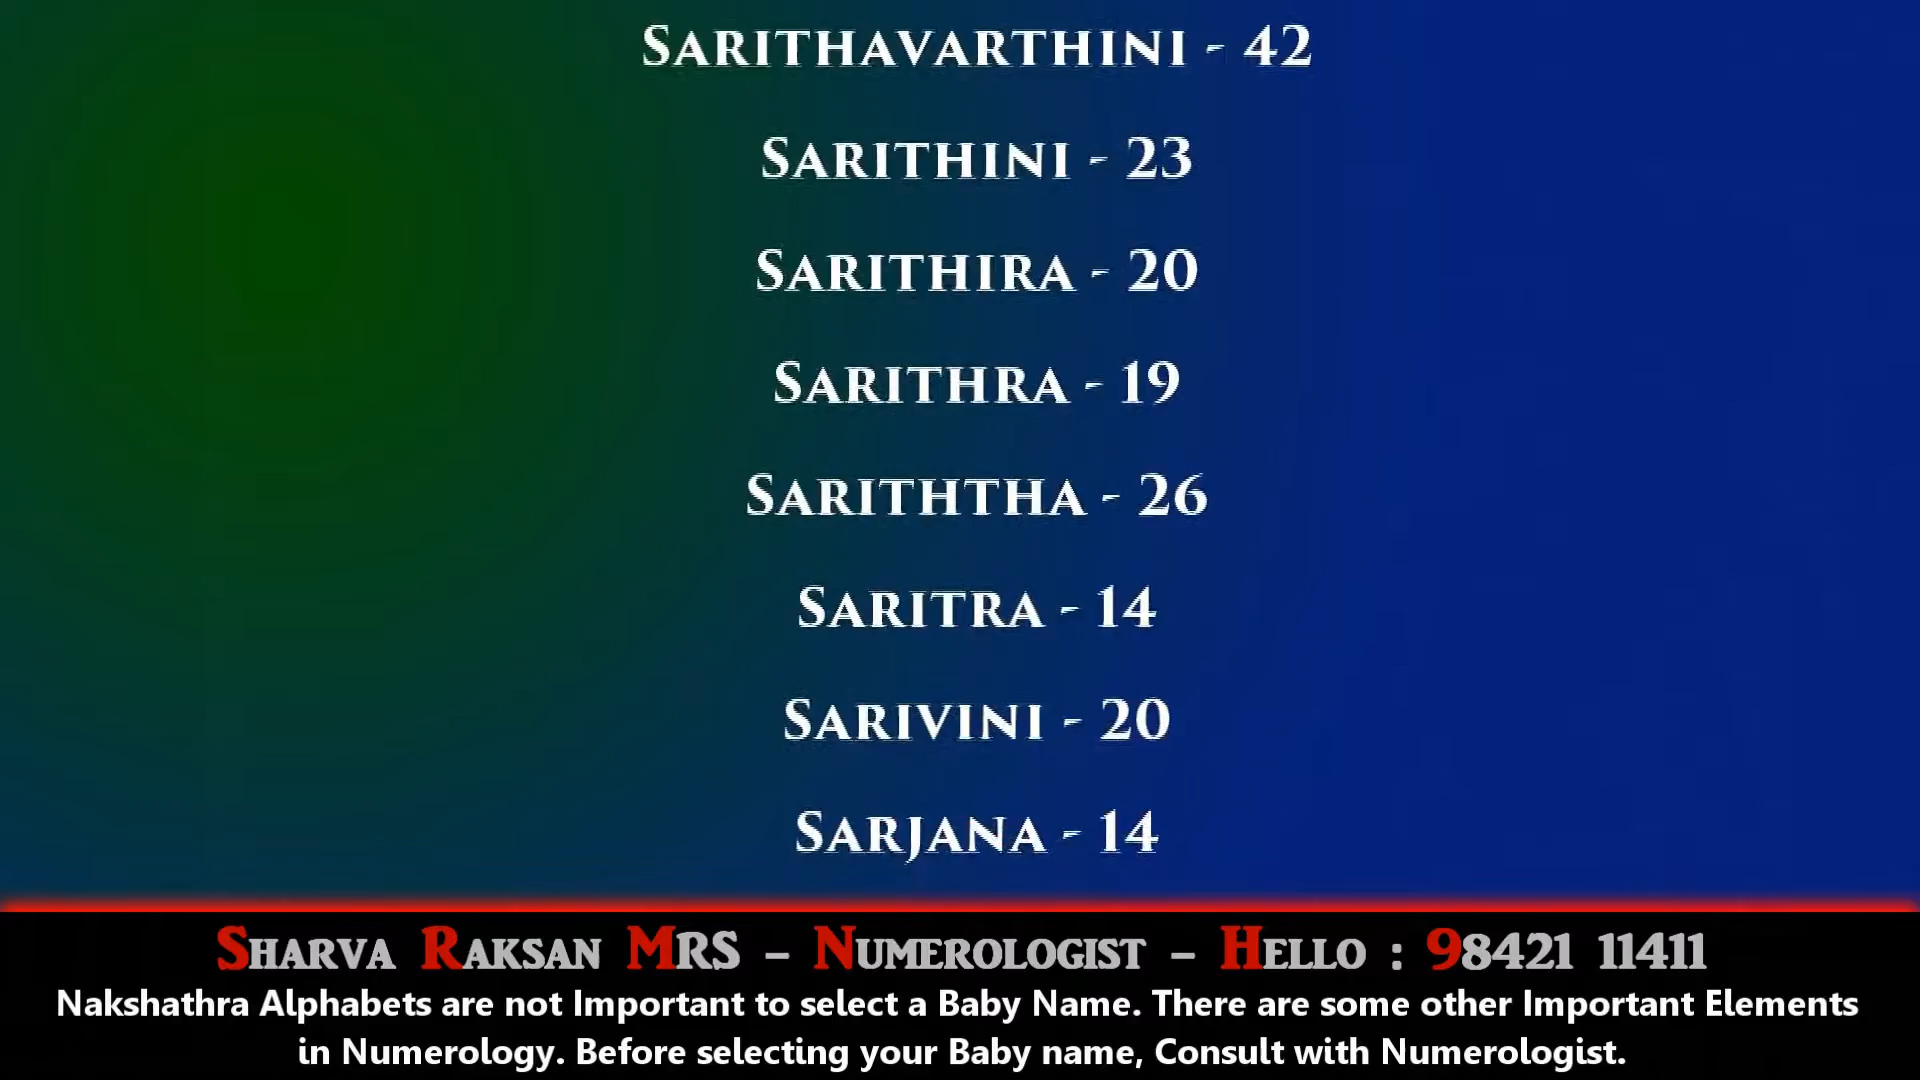 Sarithavarthini - 42
Sarithini - 23
Sarithira - 20
Sarithra - 19
Cariththa - 26
Saritra - 14
Sarivini - 20
Sarjana - 14
Sharva Raksan Mrs – Numerologist – Hello : 98421 11411
Nakshathra Alphabets are not Important to select a Baby Name. There are some other Important Elements
in Numerology. Before selecting your Baby name, Consult with Numerologist.